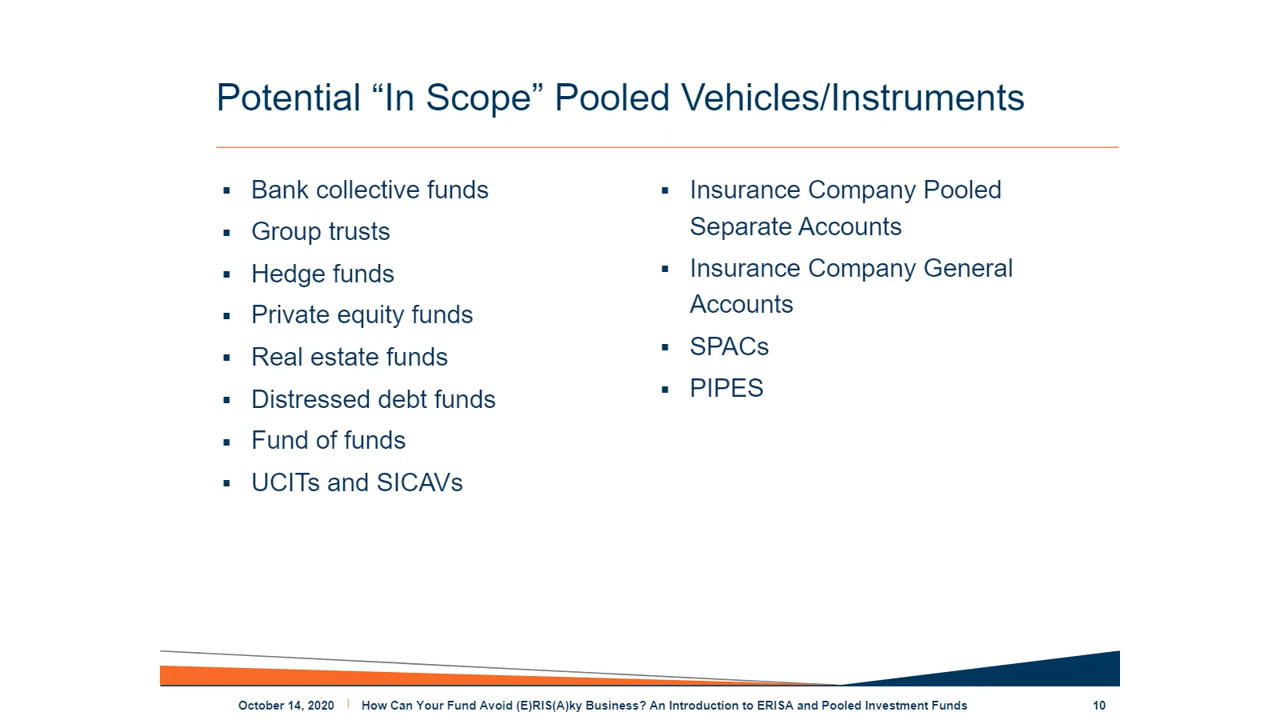 Potential “In Scope” Pooled Vehicles/Instruments
▪ Bank collective funds
▪ Group trusts
▪ Hedge funds
▪ Private equity funds
▪ Real estate funds
▪ Distressed debt funds
▪ Fund of funds
▪ UCITs and SICAVs
▪ Insurance Company Pooled
Separate Accounts
▪ Insurance Company General
Accounts
▪ SPACs
▪ PIPES
October 14, 2020 | How Can Your Fund Avoid (E)RIS(A)ky Business? An Introduction to ERISA and Pooled Investment Funds 10